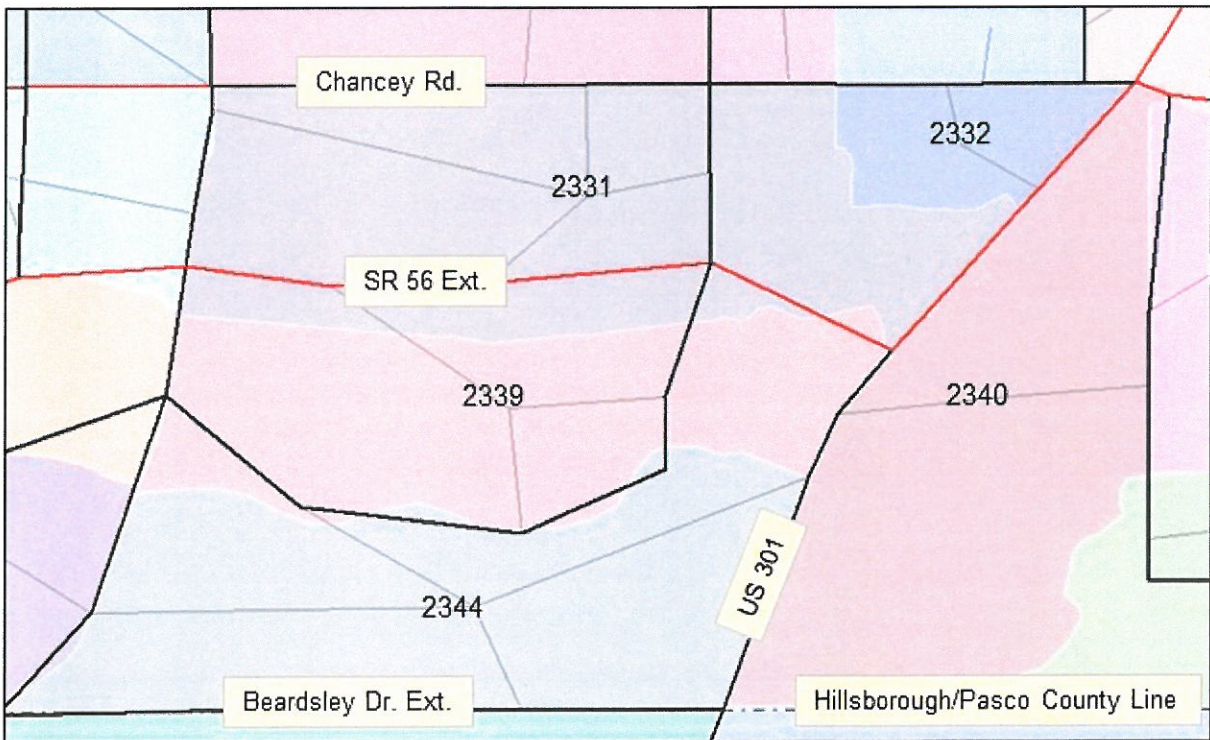 Chancey Rd.
2332
2331
SR 56 Ext.
2339
2340
US 301
2344
Beardsley Dr. Ext.
Hillsborough/Pasco County Line